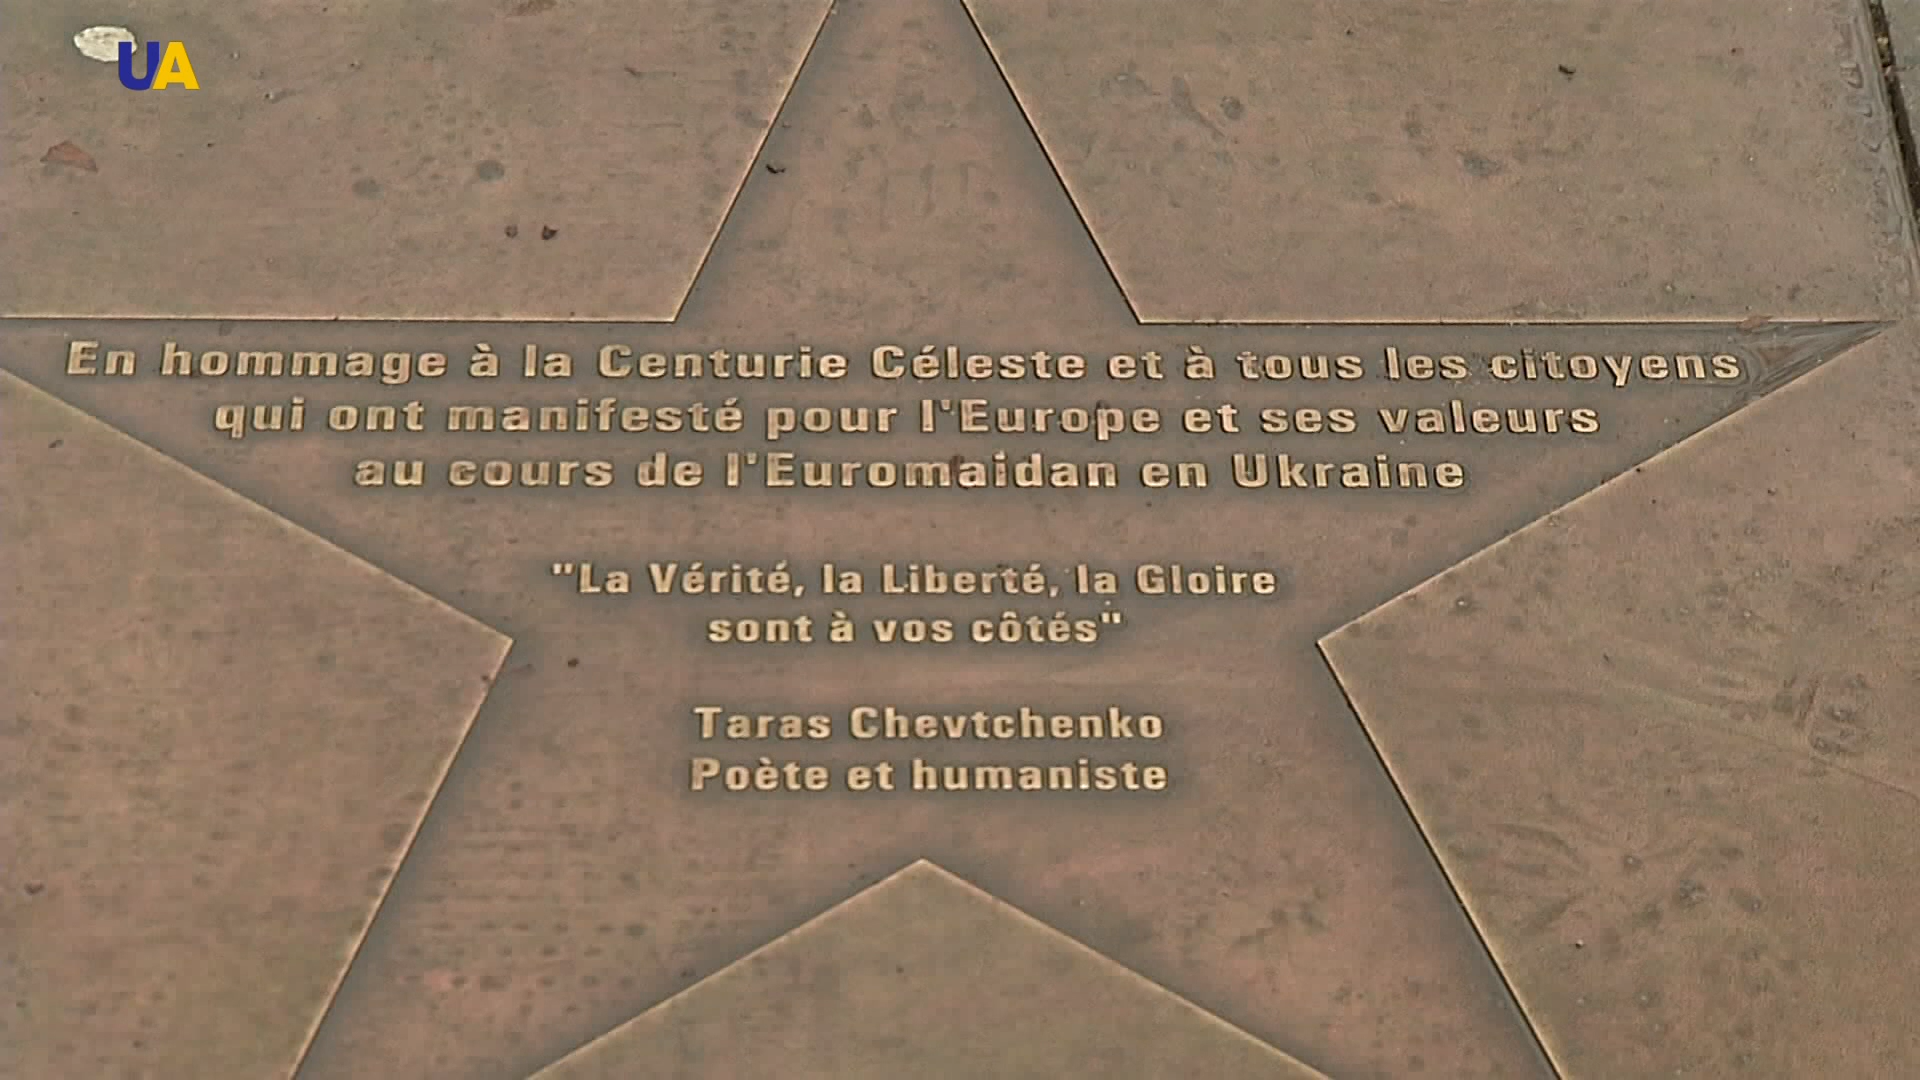 UA
En hommage à la Centurie Céleste et à tous les citoyens
qui ont manifesté pour l'Europe et ses valeurs
au cours de l'Euromaidan en Ukraine
"La Vérité, la Liberté, la Gloire
sont à vos côtés"
Taras Chevtchenko
Poète et humaniste